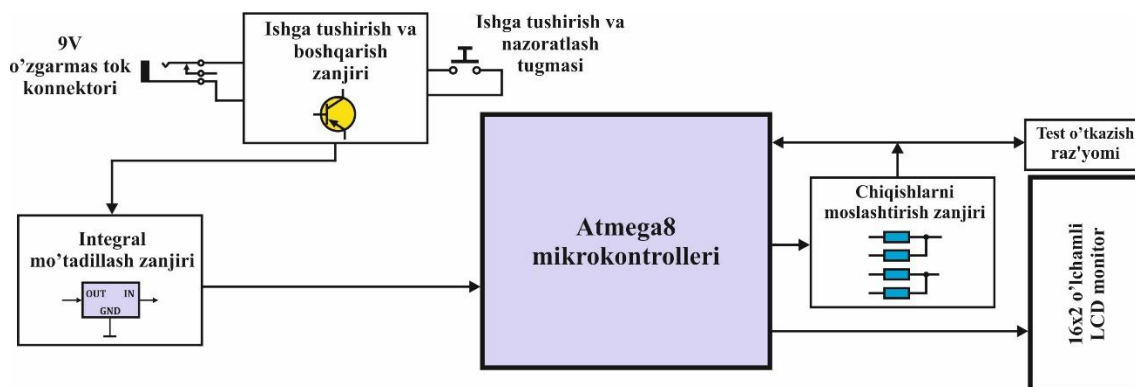 9V
o’zgarmas tok
konnektori
Ishga tushirish va
boshqarish
zanjiri
Ishga tushirish va
nazoratlash
tugmasi
Integral
mo’tadillash zanjiri
OUT IN
GND
Atmega8
mikrokontrolleri
Chiqishlarni
moslashtirish zanjiri
Test o’tkazish
raz'yomi
16x2 o’lchamli
LCD monitor